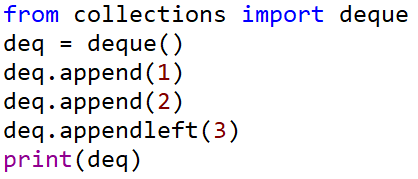 from collections import deque
deq = deque()
deq.append(1)
deq.append(2)
deq.appendleft(3)
print(deq)